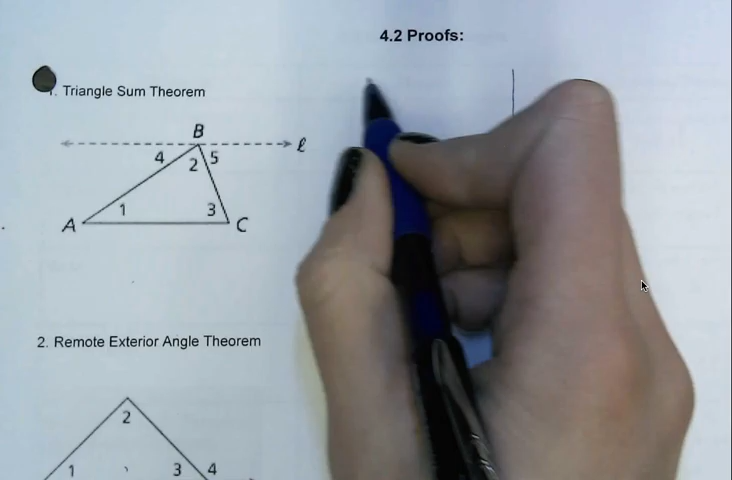 4.2 Proofs:
1. Triangle Sum Theorem
B
ℓ
4 2 5
1 3
A C
2. Remote Exterior Angle Theorem
2
1 3 4